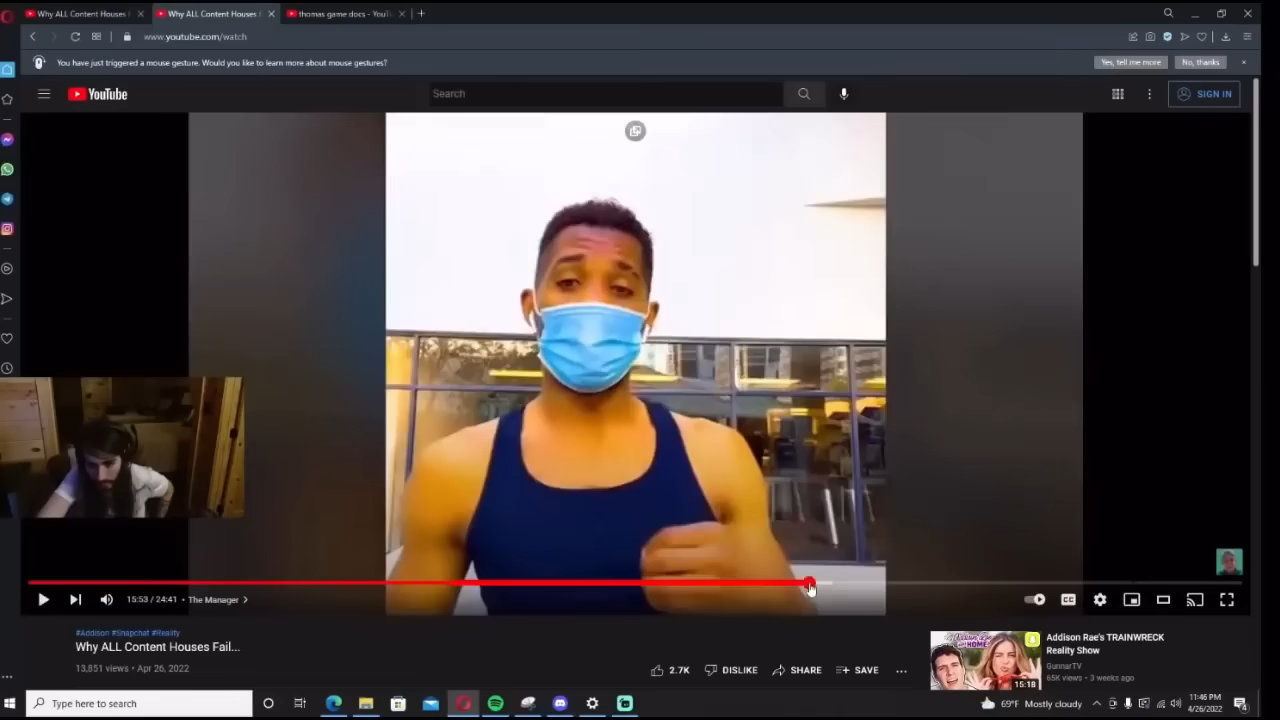 Why ALL Content Houses
Why ALL Content Houses
thomas game docs - YouTu
www.youtube.com/watch
You have just triggered a mouse gesture. Would you like to learn more about mouse gestures?
Yes, tell me more
No, thanks
YouTube
Search
SIGN IN
15:53 / 24:41 • The Manager
CC
#Addison #Snapchat #Reality
Why ALL Content Houses Fail...
13,851 views • Apr 26, 2022
2.7K
DISLIKE
SHARE
SAVE
15:18
Addison Rae's TRAINWRECK
Reality Show
GunnarTV
65K views • 3 weeks ago
Type here to search
69°F Mostly cloudy
11:46 PM
4/26/2022